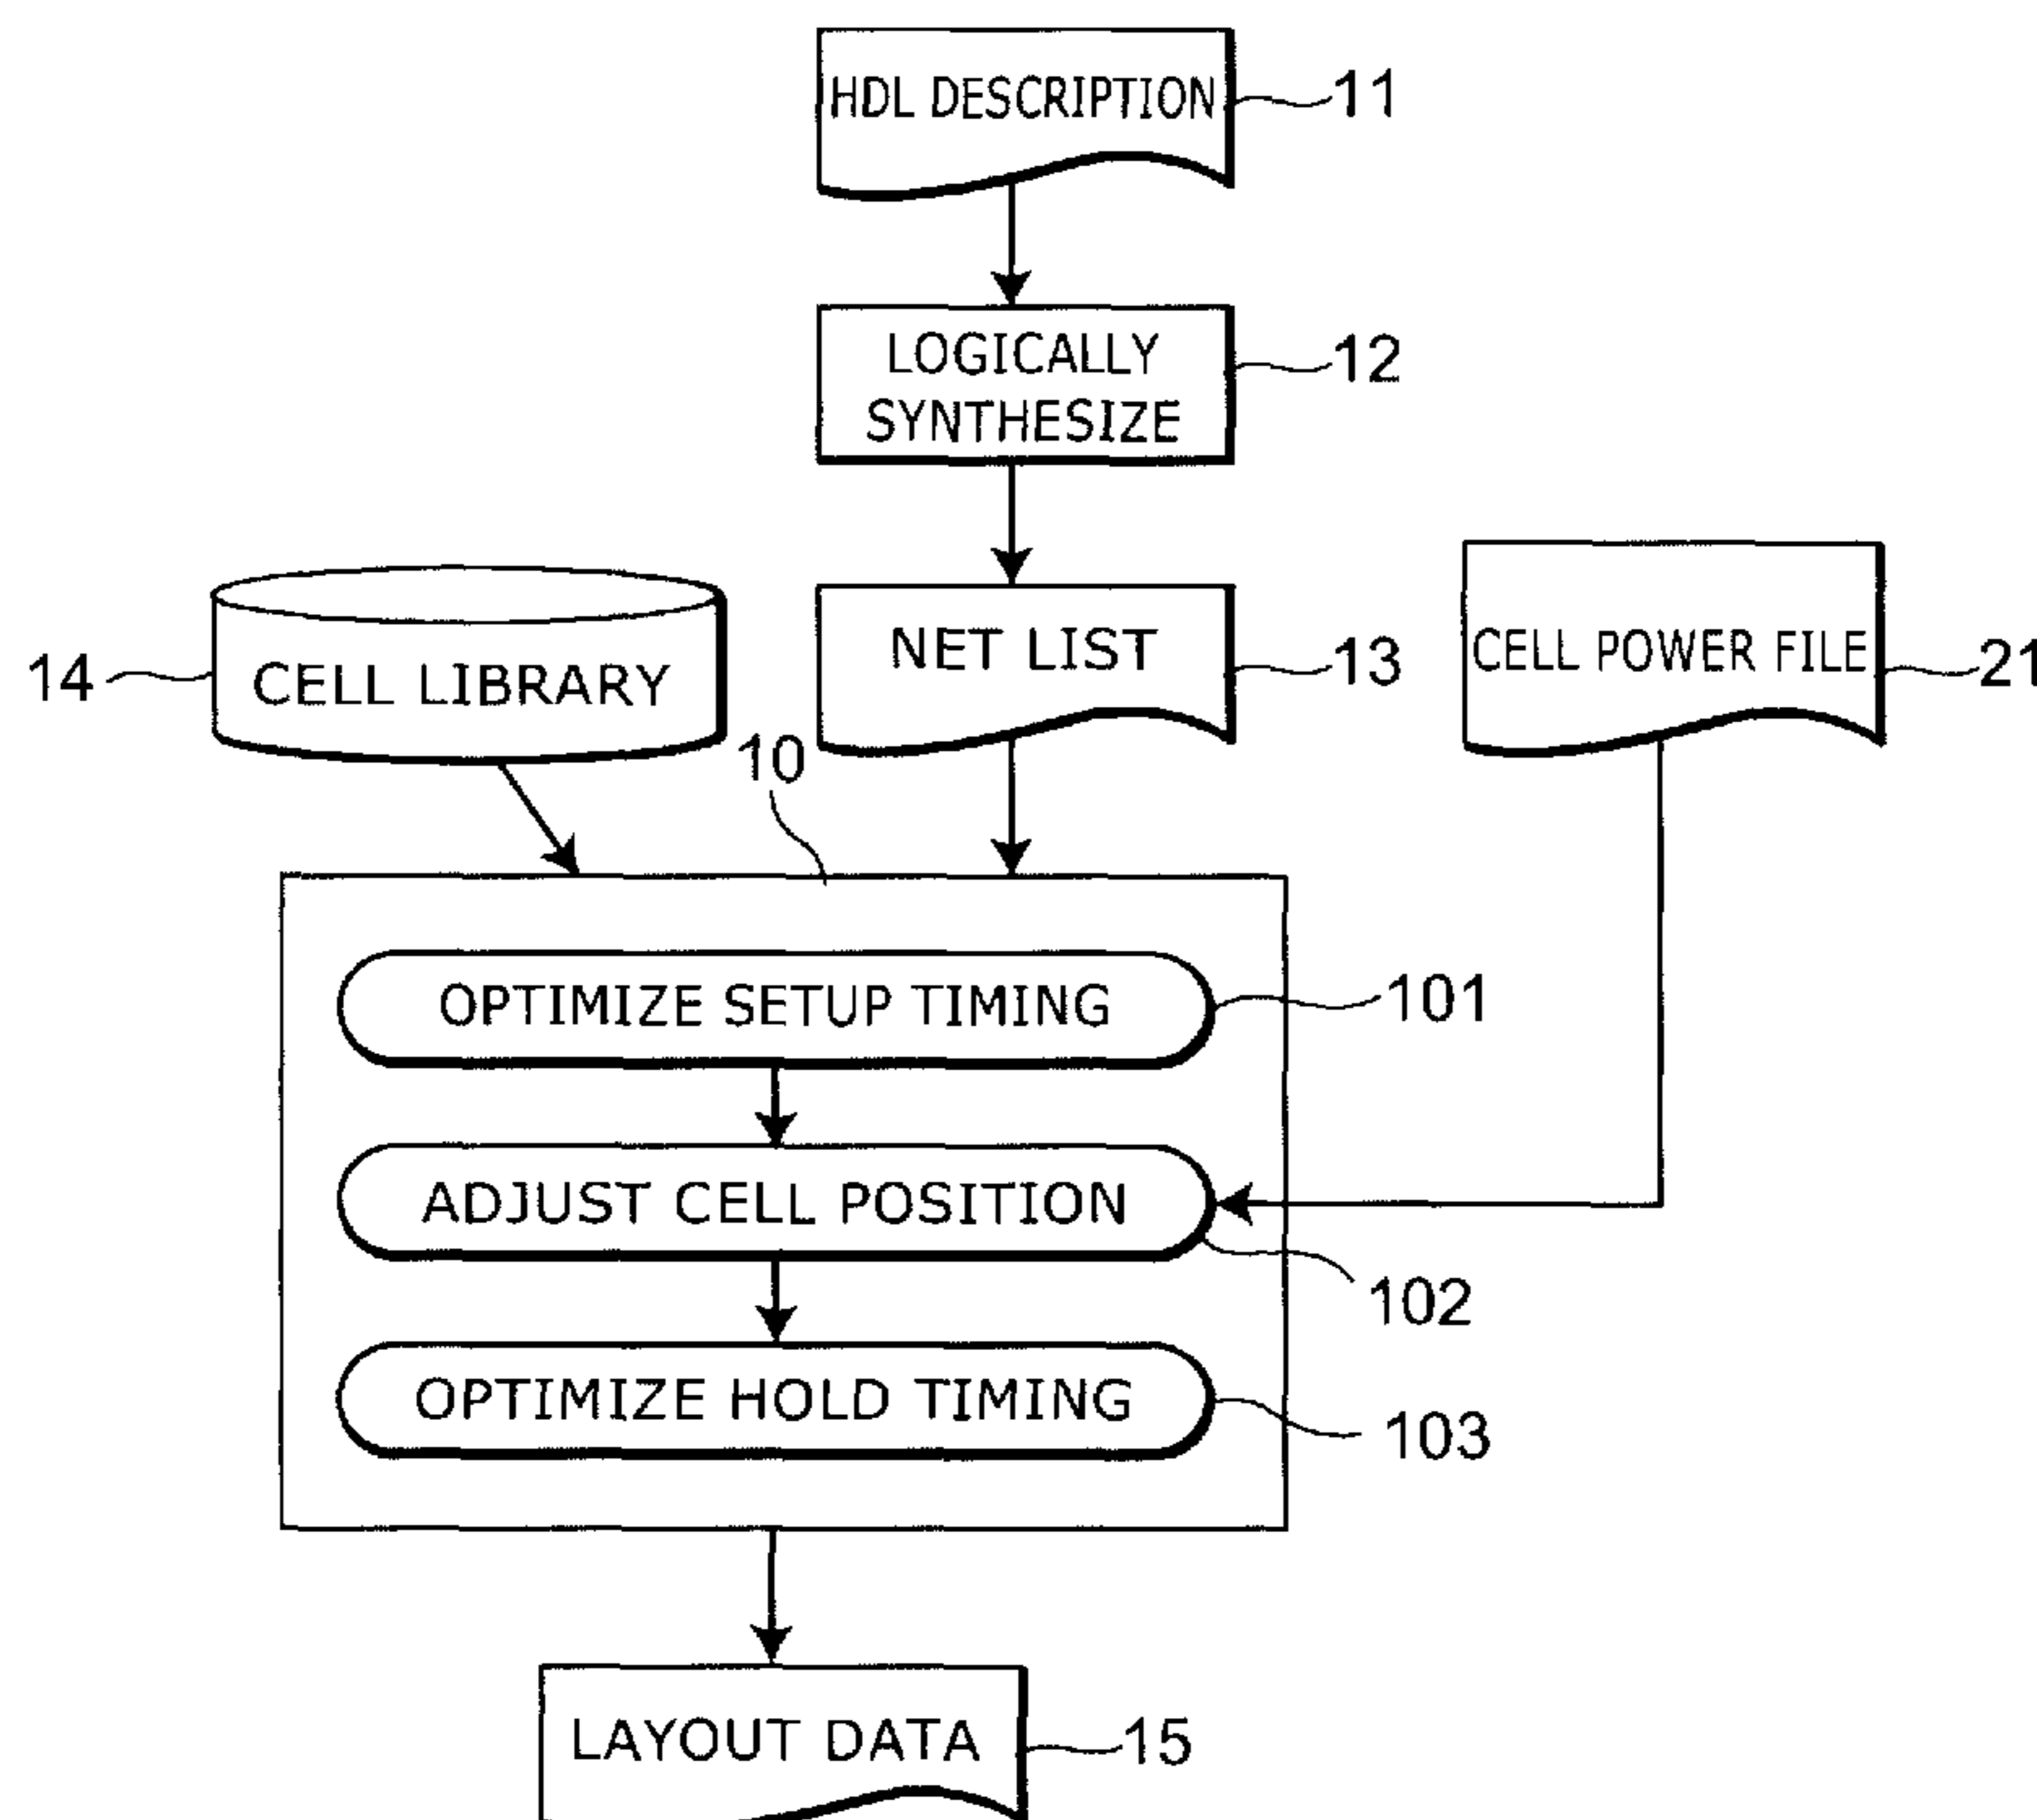 HDL DESCRIPTION
11
LOGICALLY
SYNTHESIZE
12
14
CELL LIBRARY
NET LIST
13
CELL POWER FILE
21
10
OPTIMIZE SETUP TIMING
101
ADJUST CELL POSITION
102
OPTIMIZE HOLD TIMING
103
LAYOUT DATA
15